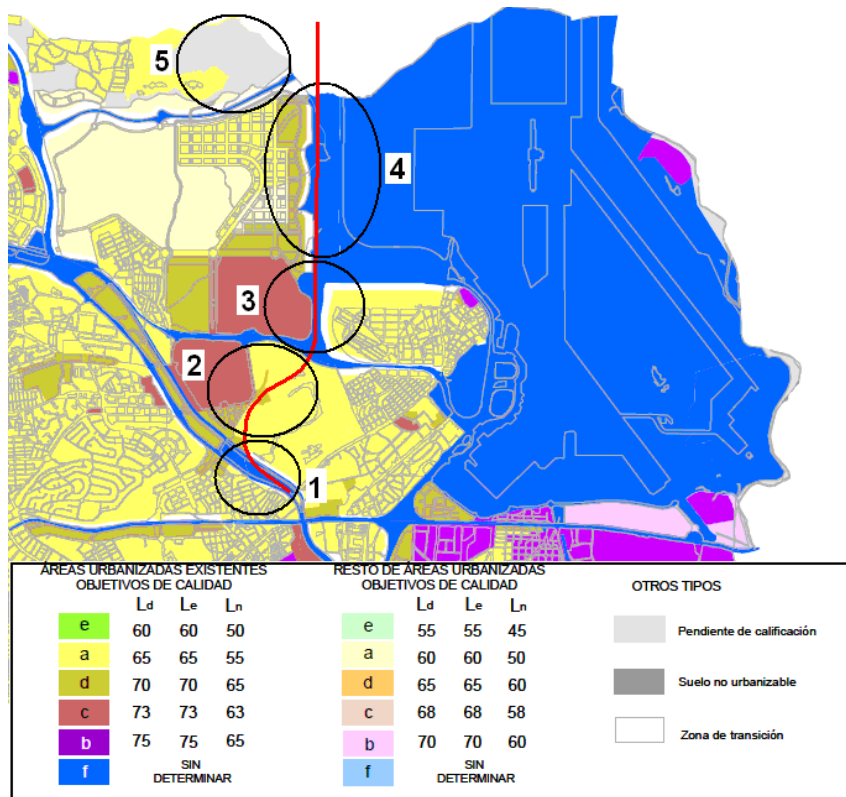 5
4
3
2
1
ÁREAS URBANIZADAS EXISTENTES
OBJETIVOS DE CALIDAD
Ld Le Ln
e 60 60 50
a 65 65 55
d 70 70 65
c 73 73 63
b 75 75 65
f SIN
DETERMINAR
RESTO DE ÁREAS URBANIZADAS
OBJETIVOS DE CALIDAD
Ld Le Ln
e 55 55 45
a 60 60 50
d 65 65 60
c 68 68 58
b 70 70 60
f SIN
DETERMINAR
OTROS TIPOS
Pendiente de calificación
Suelo no urbanizable
Zona de transición